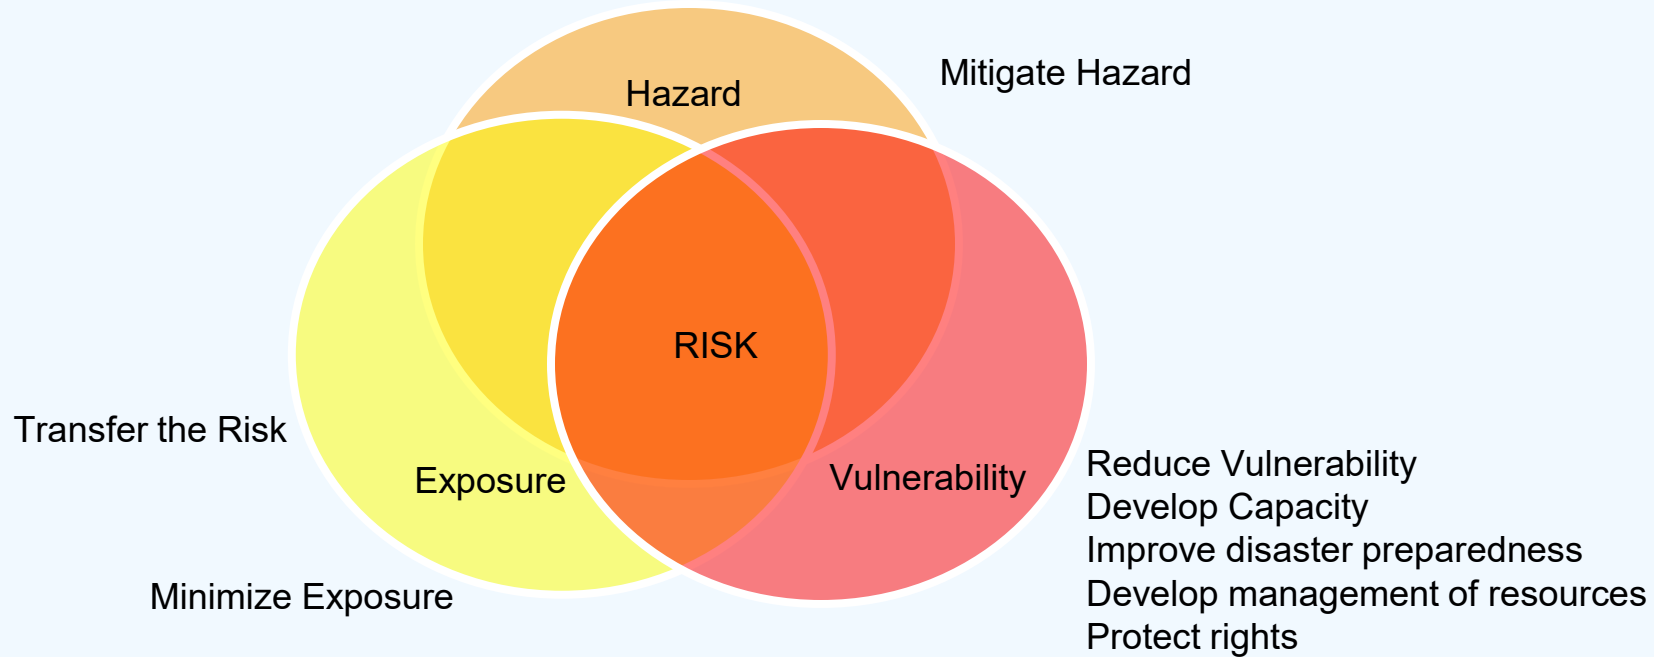 Hazard
Mitigate Hazard
RISK
Transfer the Risk
Exposure
Vulnerability
Minimize Exposure
Reduce Vulnerability
Develop Capacity
Improve disaster preparedness
Develop management of resources
Protect rights